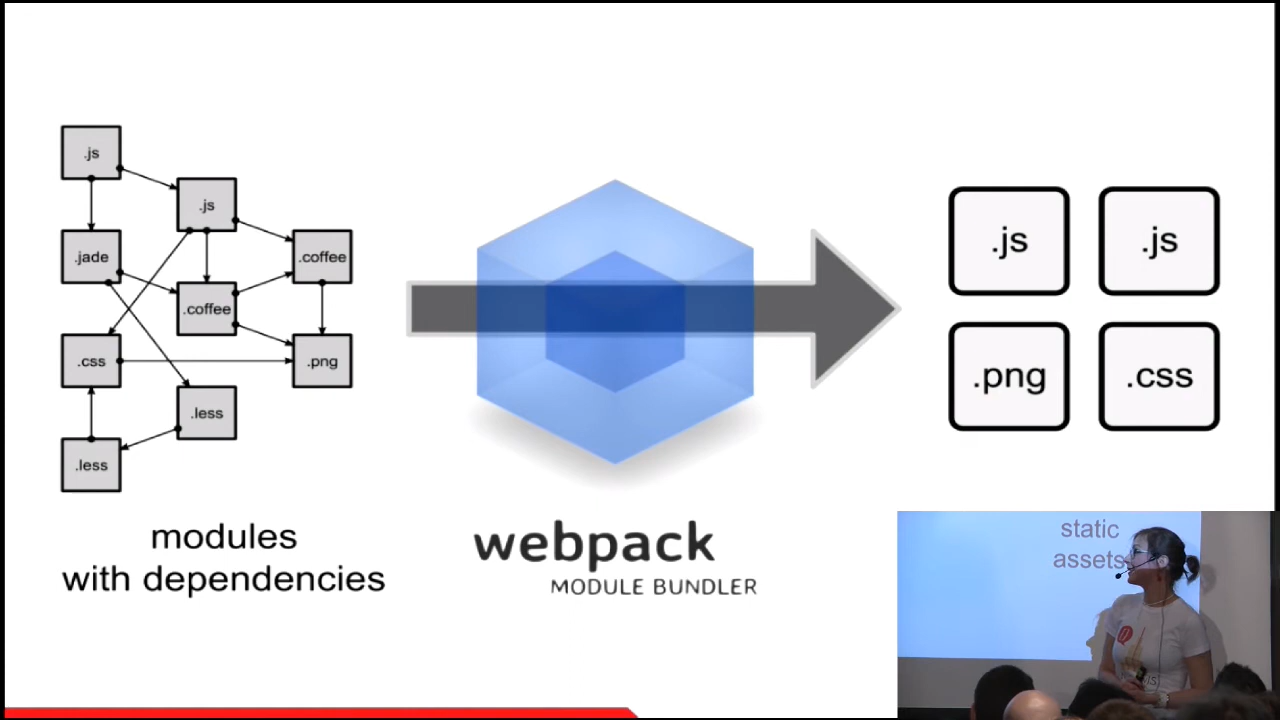 .js
.js
.jade
.coffee
.coffee
.css
.png
.less
.less
modules
with dependencies
webpack
MODULE BUNDLER
.js
.js
.png
.css
static
assets